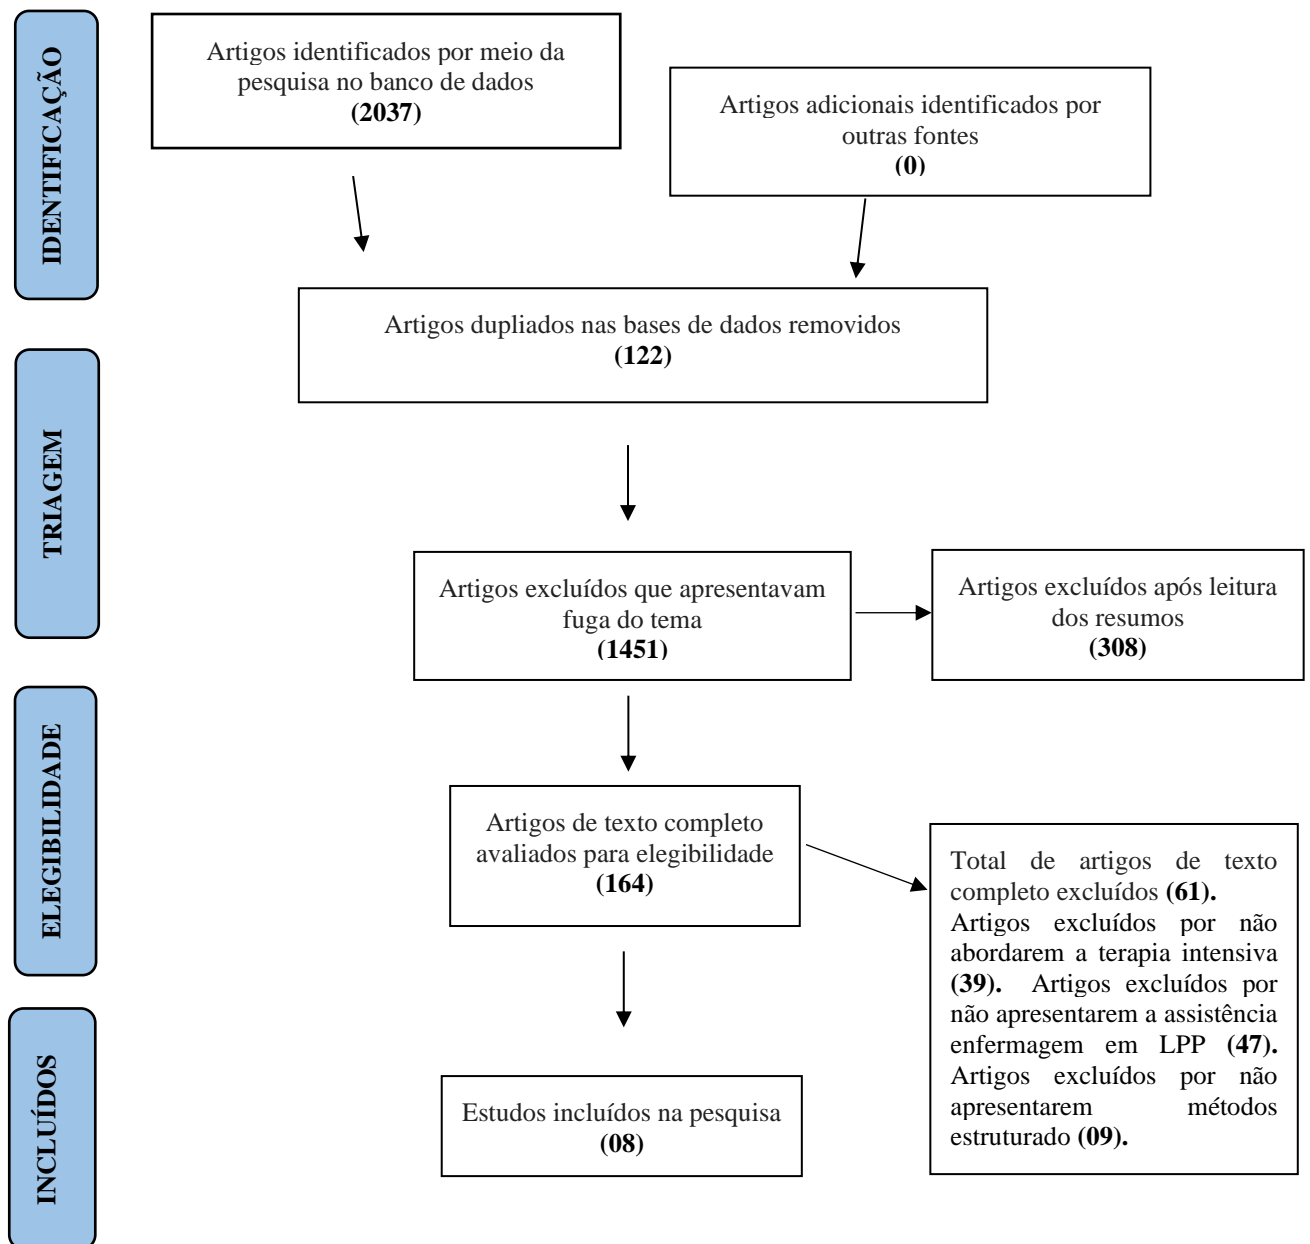 IDENTIFICAÇÃO
Artigos identificados por meio da
pesquisa no banco de dados
(2037)
Artigos adicionais identificados por
outras fontes
(0)
Artigos dupliados nas bases de dados removidos
(122)
TRIAGEM
Artigos excluídos que apresentavam
fuga do tema
(1451)
Artigos excluídos após leitura
dos resumos
(308)
ELEGIBILIDADE
Artigos de texto completo
avaliados para elegibilidade
(164)
Total de artigos de texto
completo excluídos (61).
Artigos excluídos por não
abordarem a terapia intensiva
(39). Artigos excluídos por
não apresentarem a assistência
enfermagem em LPP (47).
Artigos excluídos por não
apresentarem métodos
estruturado (09).
INCLUÍDOS
Estudos incluídos na pesquisa
(08)